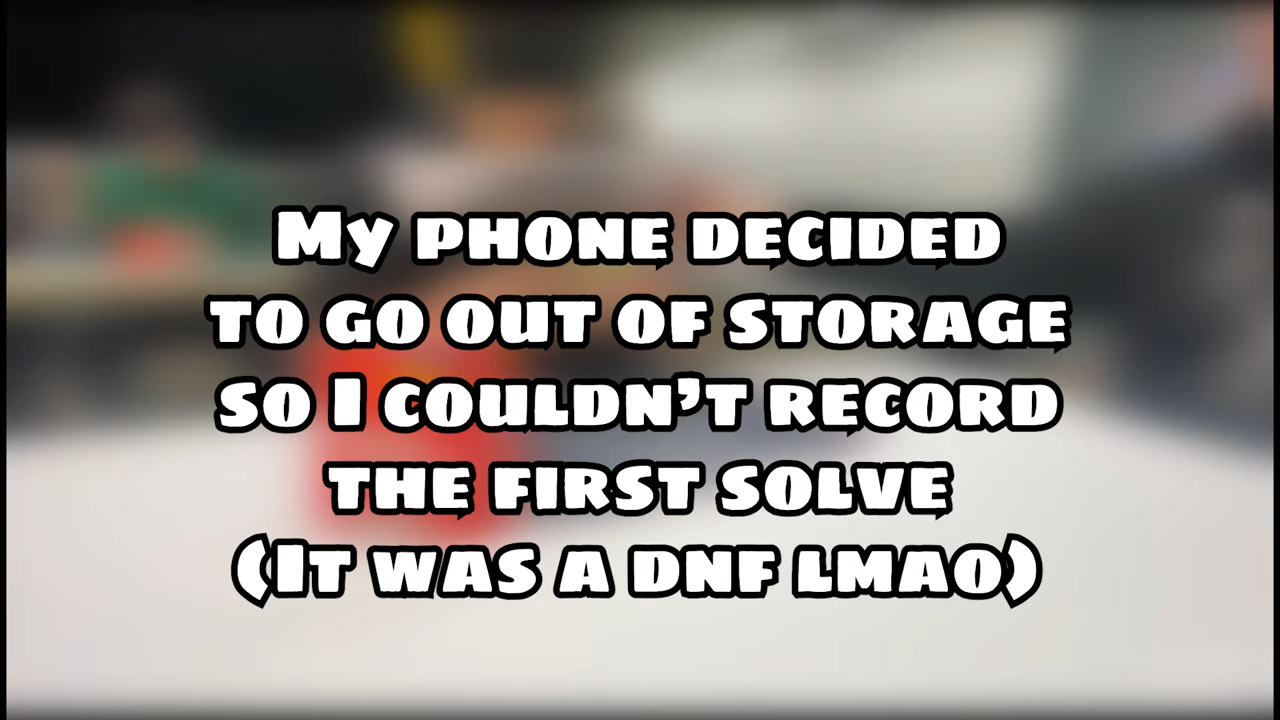 My phone decided
to go out of storage
so I couldn't record
the first solve
(It was a dnf lmao)